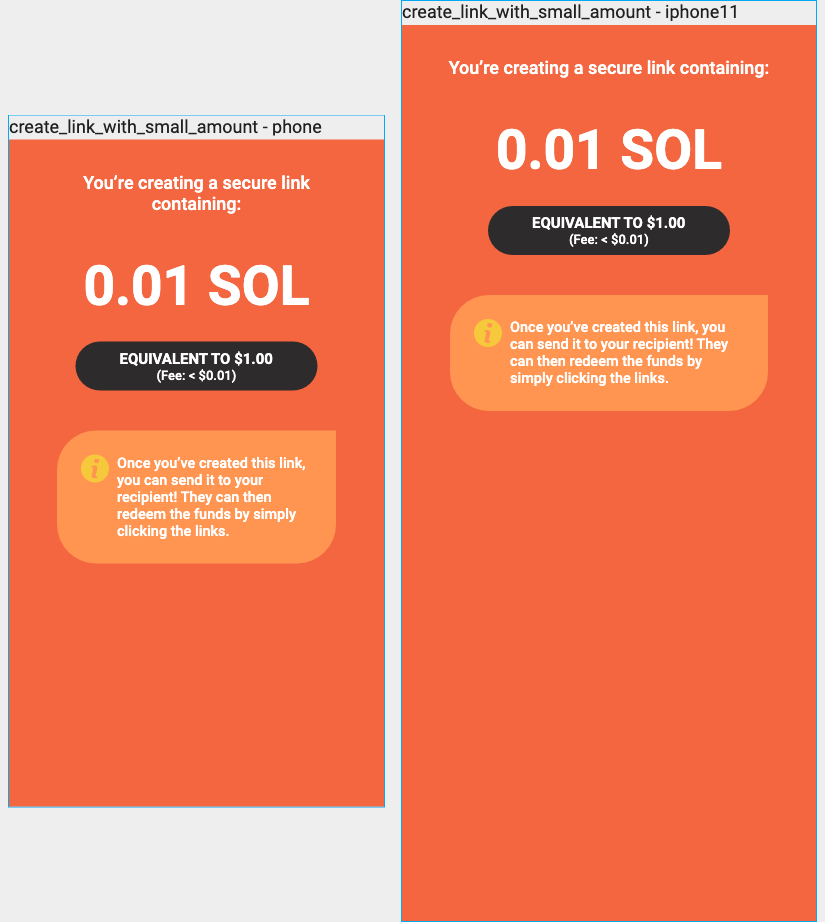 create_link_with_small_amount - phone
You're creating a secure link
containing:
0.01 SOL
EQUIVALENT TO $1.00
(Fee: < $0.01)
i
Once you've created this link,
you can send it to your
recipient! They can then
redeem the funds by simply
clicking the links.
create_link_with_small_amount - iphone11
You're creating a secure link containing:
0.01 SOL
EQUIVALENT TO $1.00
(Fee: < $0.01)
i
Once you've created this link, you
can send it to your recipient! They
can then redeem the funds by
simply clicking the links.